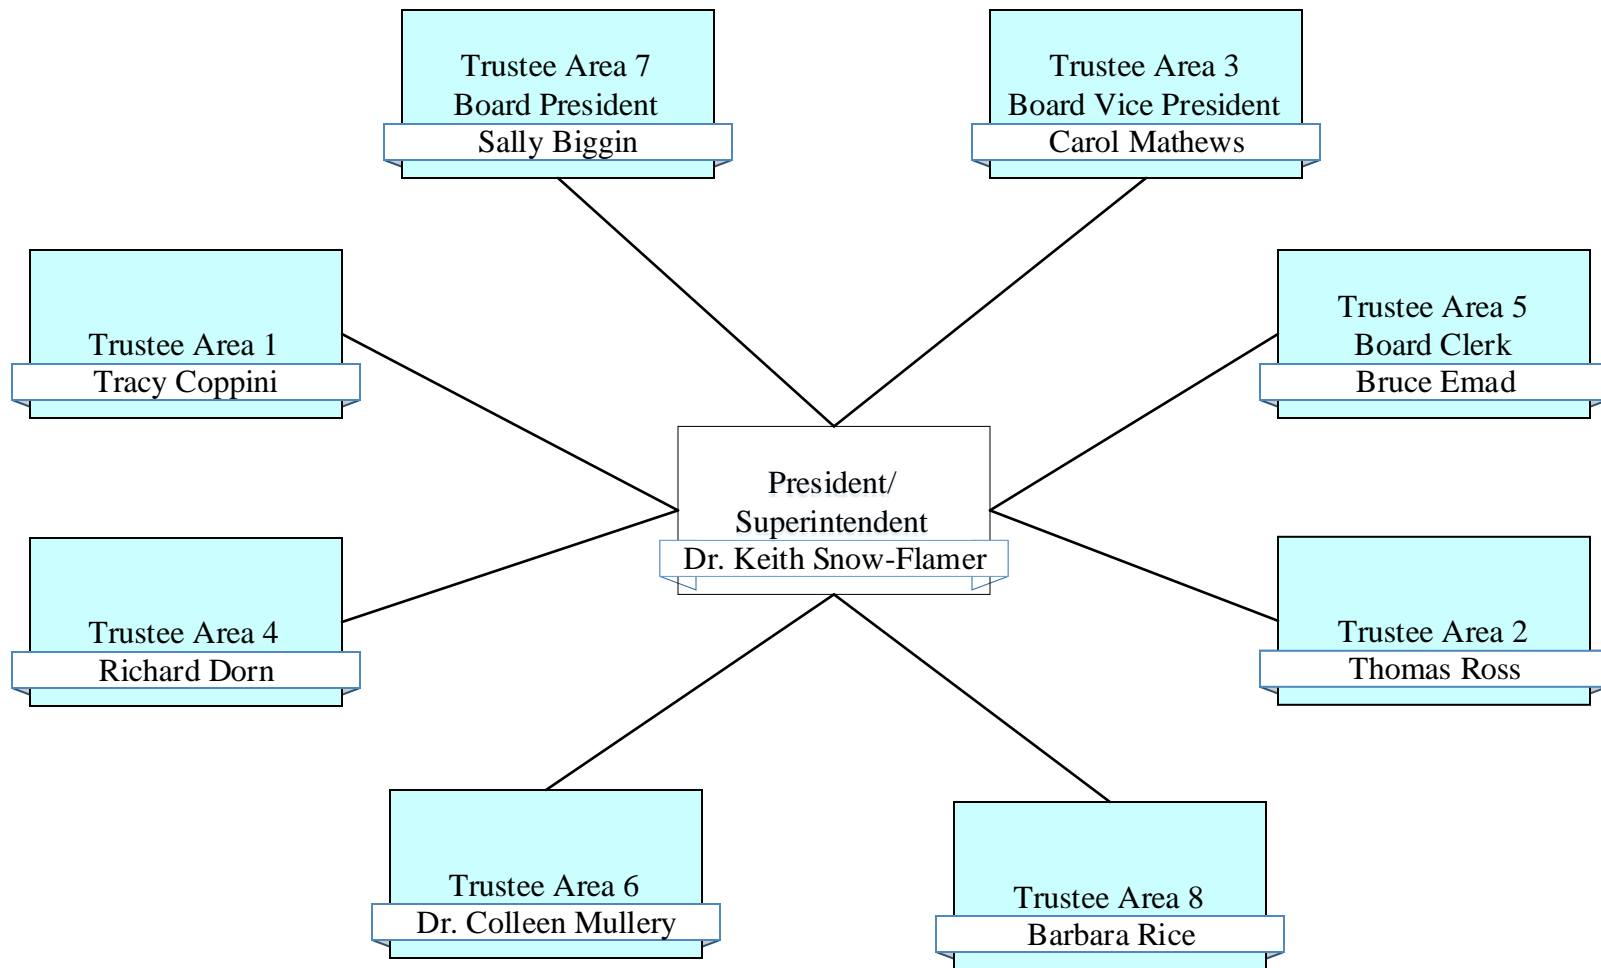 Trustee Area 7
Board President
Sally Biggin
Trustee Area 3
Board Vice President
Carol Mathews
Trustee Area 1
Tracy Coppini
Trustee Area 5
Board Clerk
Bruce Emad
President/
Superintendent
Dr. Keith Snow-Flamer
Trustee Area 4
Richard Dorn
Trustee Area 2
Thomas Ross
Trustee Area 6
Dr. Colleen Mullery
Trustee Area 8
Barbara Rice